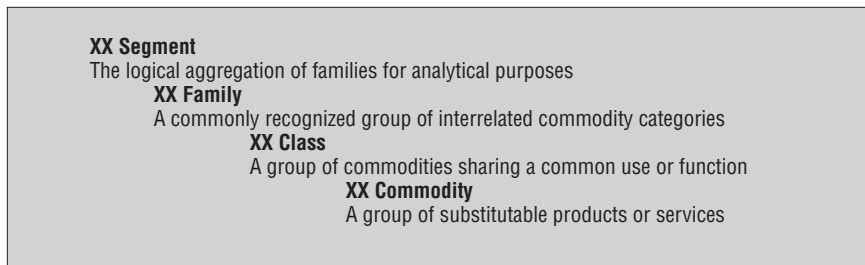 XX Segment
The logical aggregation of families for analytical purposes
XX Family
A commonly recognized group of interrelated commodity categories
XX Class
A group of commodities sharing a common use or function
XX Commodity
A group of substitutable products or services